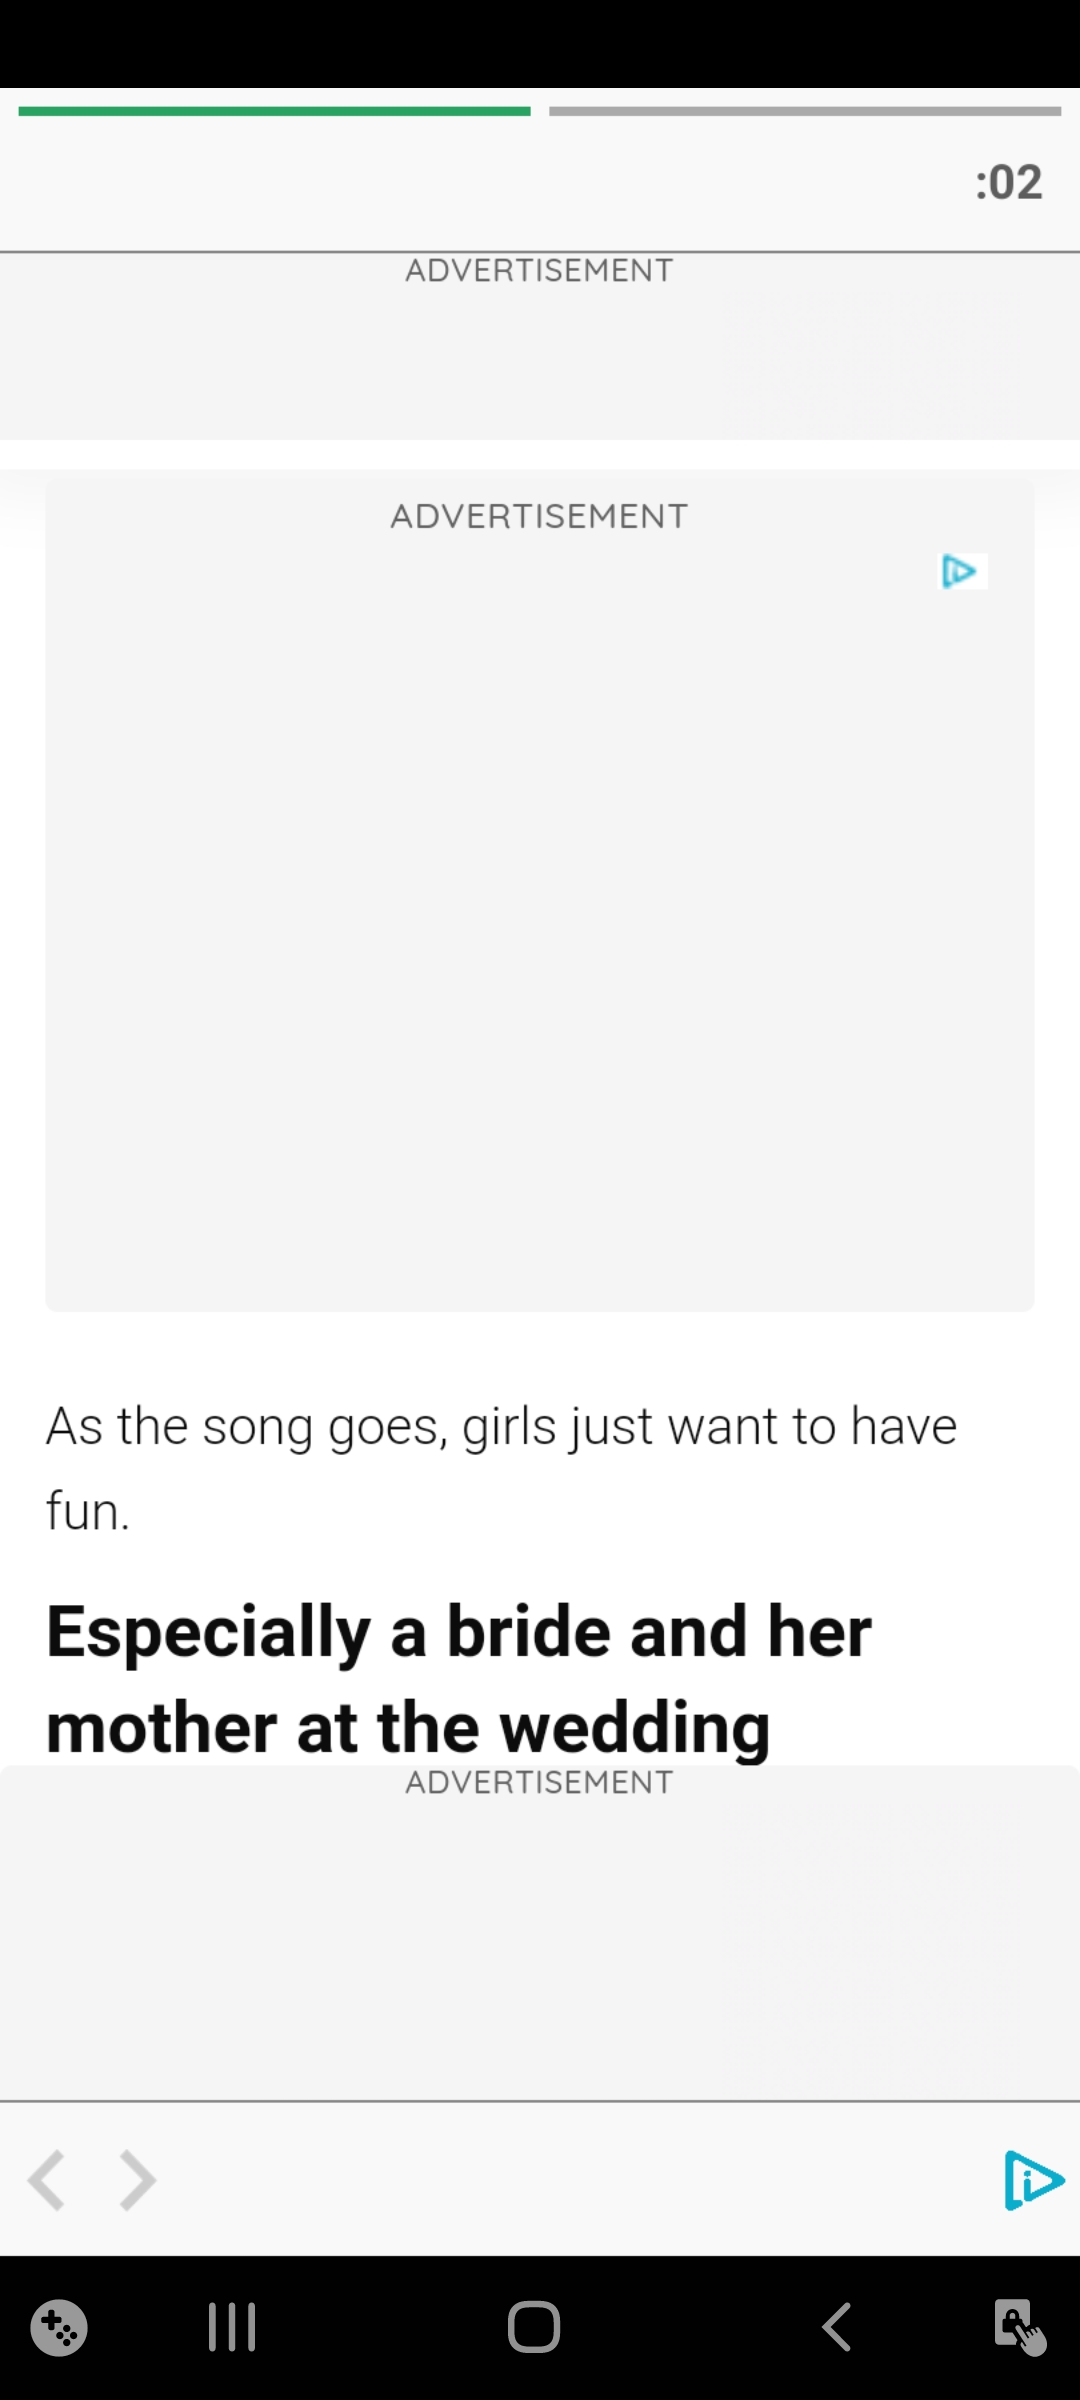 :02
ADVERTISEMENT
ADVERTISEMENT
As the song goes, girls just want to have
fun.
Especially a bride and her
mother at the wedding
ADVERTISEMENT